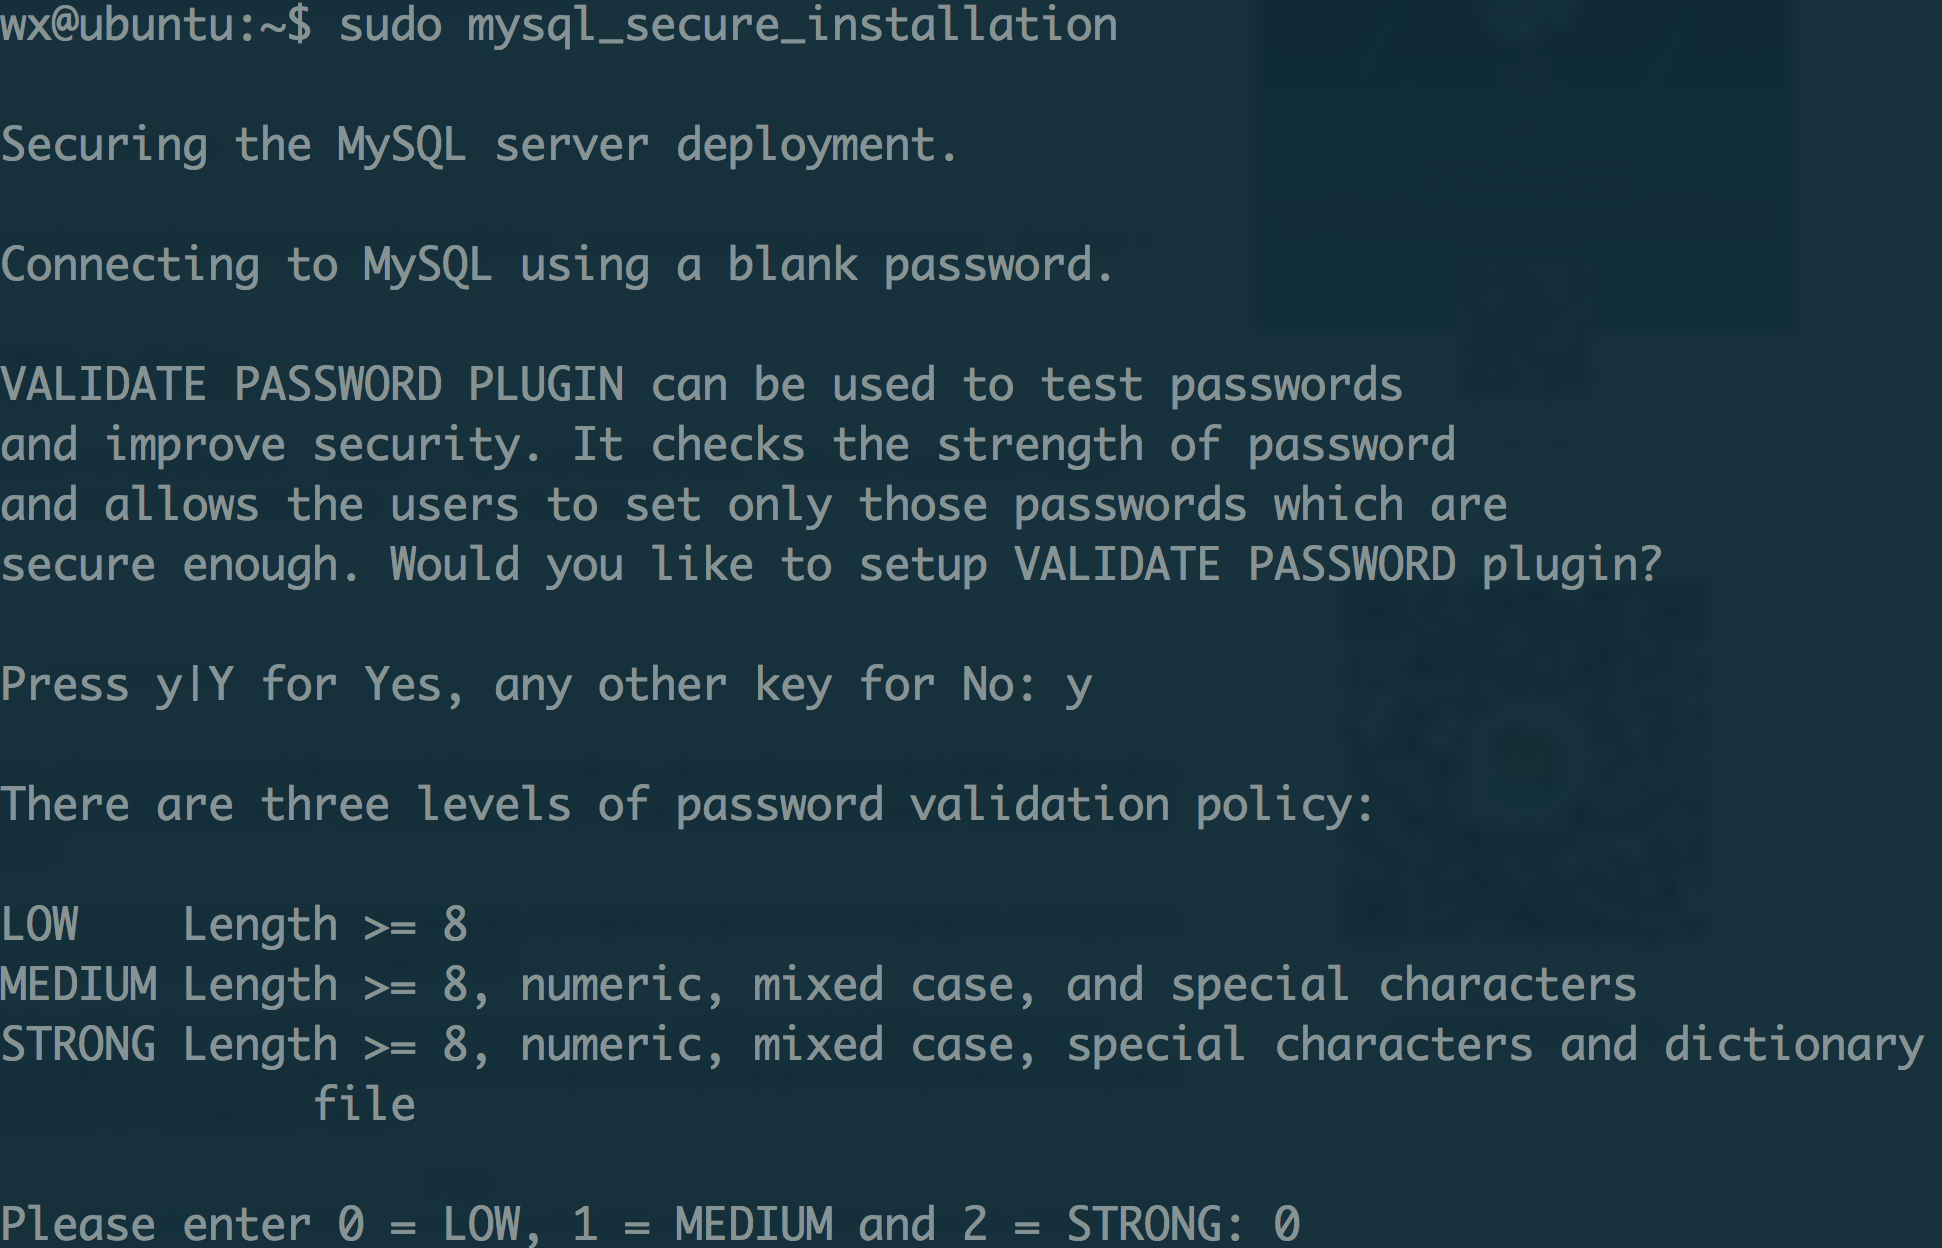 wx@ubuntu:~$ sudo mysql_secure_installation
Securing the MySQL server deployment.
Connecting to MySQL using a blank password.
VALIDATE PASSWORD PLUGIN can be used to test passwords
and improve security. It checks the strength of password
and allows the users to set only those passwords which are
secure enough. Would you like to setup VALIDATE PASSWORD plugin?
Press y|Y for Yes, any other key for No: y
There are three levels of password validation policy:
LOW    Length >= 8
MEDIUM Length >= 8, numeric, mixed case, and special characters
STRONG Length >= 8, numeric, mixed case, special characters and dictionary
            file
Please enter 0 = LOW, 1 = MEDIUM and 2 = STRONG: 0